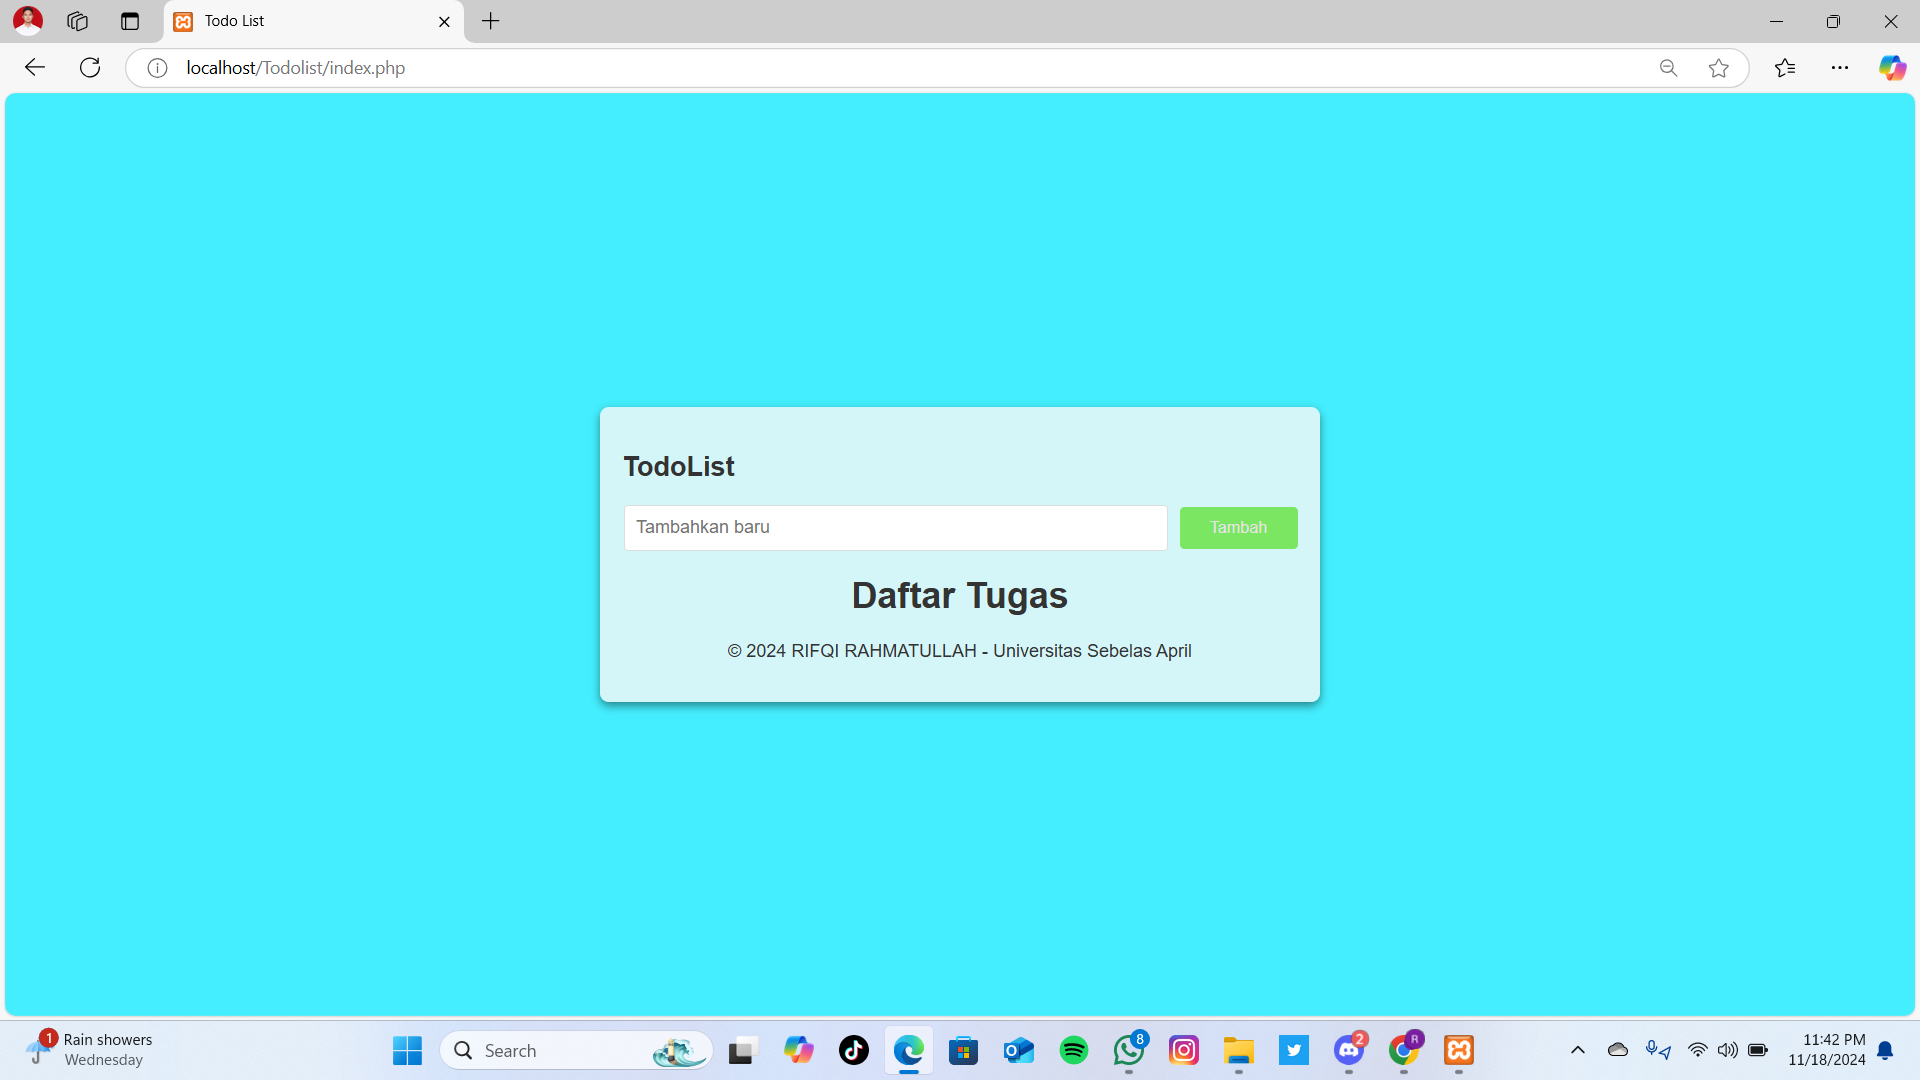 Todo List
localhost/Todolist/index.php
TodoList
Tambahkan baru
Tambah
Daftar Tugas
© 2024 RIFQI RAHMATULLAH - Universitas Sebelas April
1
Rain showers
Wednesday
Search
8
2
R
11:42 PM
11/18/2024